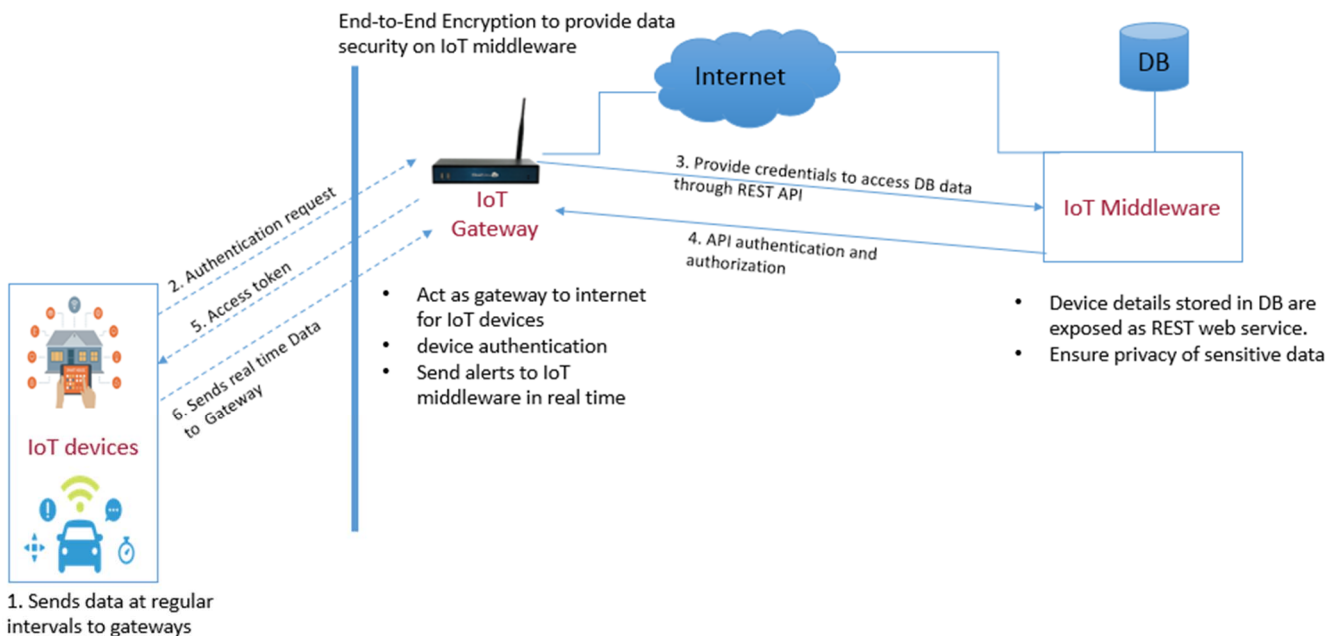 End-to-End Encryption to provide data
security on IoT middleware
Internet
DB
2. Authentication request
5. Access token
6. Sends real time Data
to Gateway
IoT
Gateway
3. Provide credentials to access DB data
through REST API
4. API authentication and
authorization
IoT Middleware
• Act as gateway to internet
for IoT devices
• device authentication
• Send alerts to IoT
middleware in real time
• Device details stored in DB are
exposed as REST web service.
• Ensure privacy of sensitive data
IoT devices
1. Sends data at regular
intervals to gateways